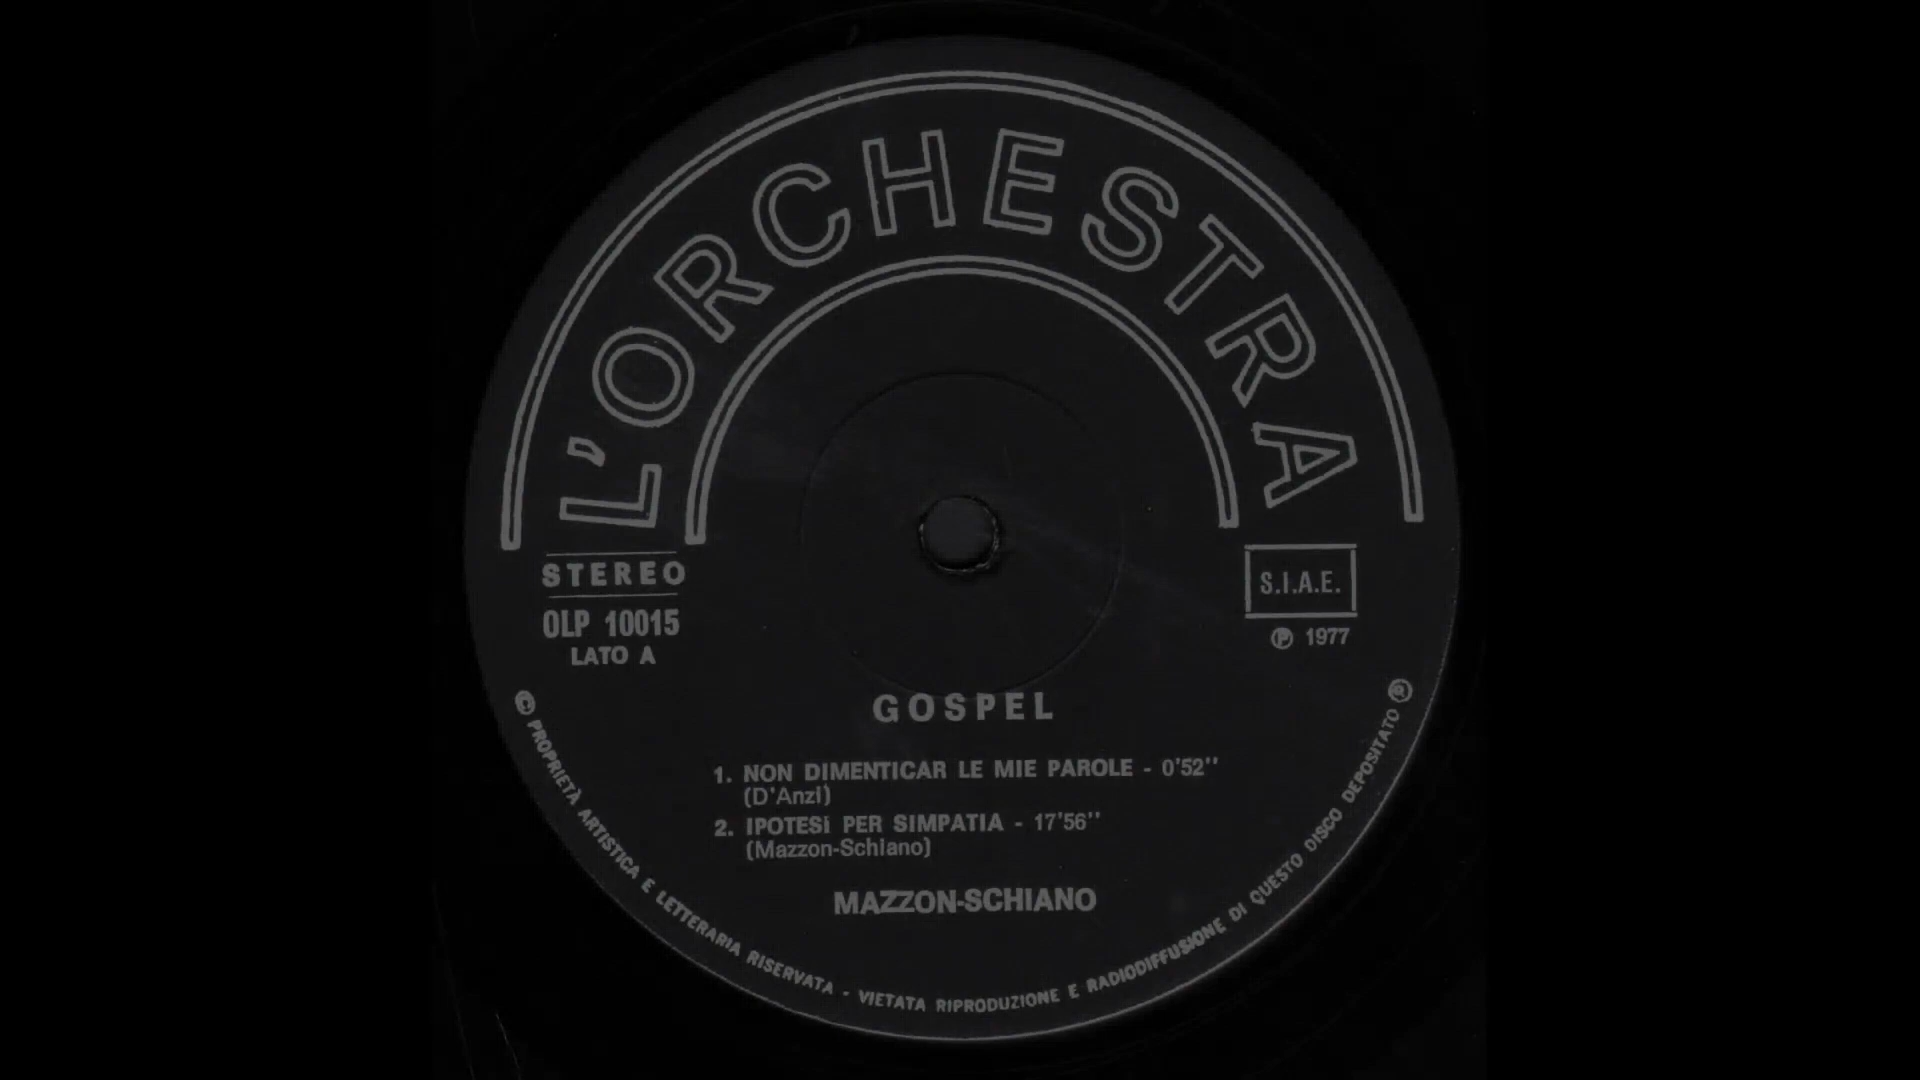 L'ORCHESTRA
STEREO
OLP 10015
LATO A
S.I.A.E.
Ⓟ 1977
GOSPEL
1. NON DIMENTICAR LE MIE PAROLE - 0'52''
(D'Anzi)
2. IPOTESI PER SIMPATIA - 17'56''
(Mazzon-Schiano)
MAZZON-SCHIANO
© PROPRIETÀ ARTISTICA E LETTERARIA RISERVATA - VIETATA RIPRODUZIONE E RADIODIFFUSIONE DI QUESTO DISCO DEPOSITATO ®